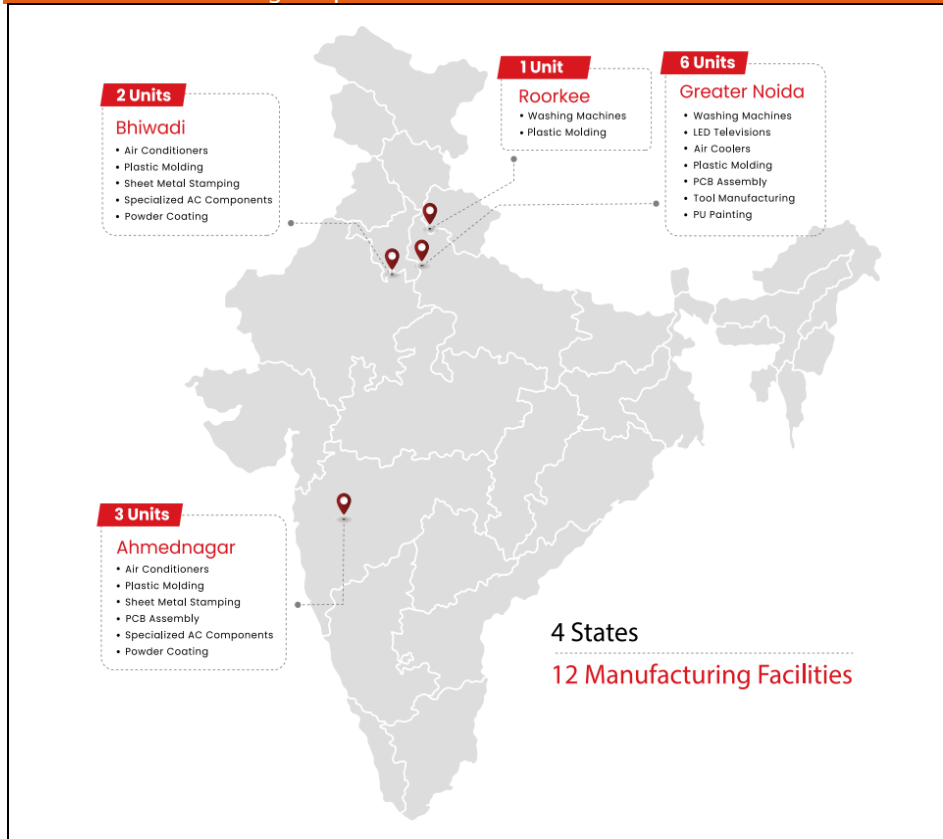 2 Units
Bhiwadi
• Air Conditioners
• Plastic Molding
• Sheet Metal Stamping
• Specialized AC Components
• Powder Coating
1 Unit
Roorkee
• Washing Machines
• Plastic Molding
6 Units
Greater Noida
• Washing Machines
• LED Televisions
• Air Coolers
• Plastic Molding
• PCB Assembly
• Tool Manufacturing
• PU Painting
3 Units
Ahmednagar
• Air Conditioners
• Plastic Molding
• Sheet Metal Stamping
• PCB Assembly
• Specialized AC Components
• Powder Coating
4 States
12 Manufacturing Facilities